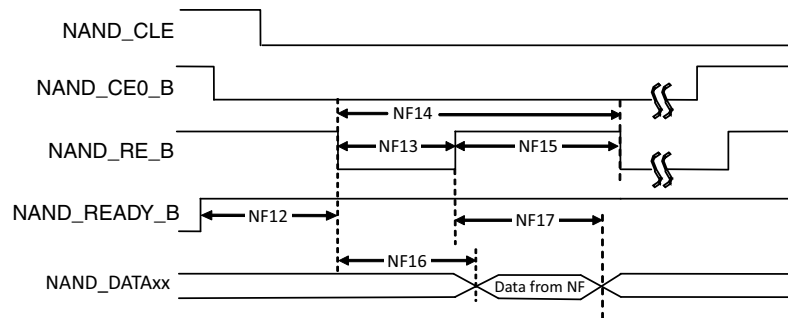 NAND_CLE
NAND_CE0_B
NF14
NAND_RE_B
NF13
NF15
NAND_READY_B
NF12
NF17
NF16
NAND_DATAxx
Data from NF